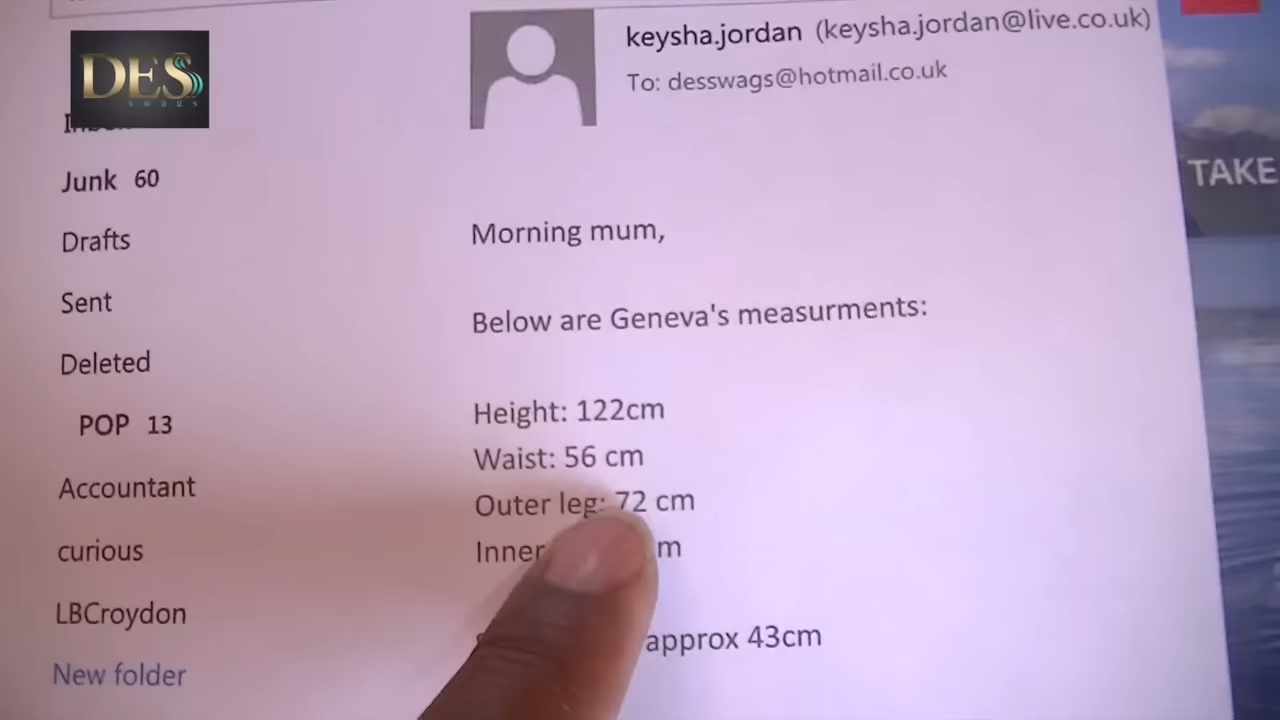 DES
swags
keysha.jordan (keysha.jordan@live.co.uk)
To: desswags@hotmail.co.uk
Junk 60
Drafts
Sent
Deleted
POP 13
Accountant
curious
LBCroydon
New folder
TAKE
Morning mum,
Below are Geneva's measurments:
Height: 122cm
Waist: 56 cm
Outer leg: 72 cm
Inner m
approx 43cm